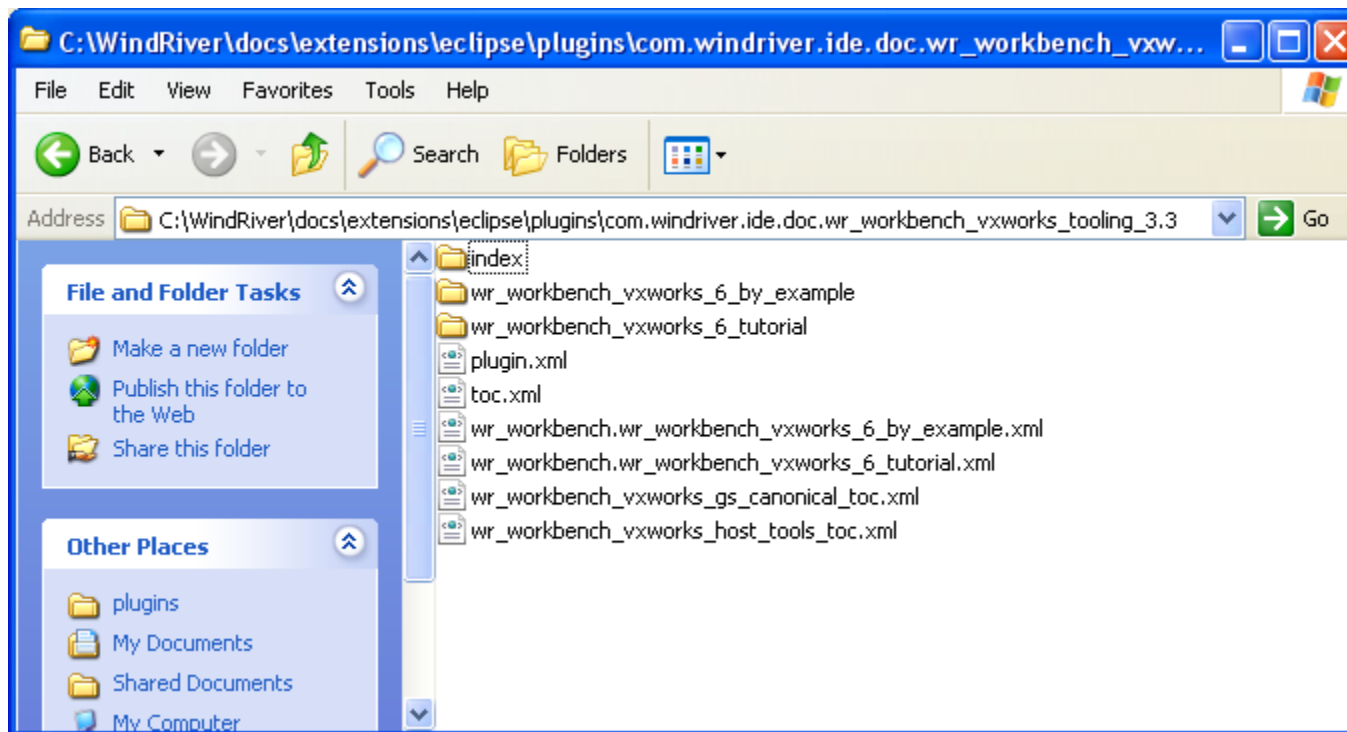 C:\WindRiver\docs\extensions\eclipse\plugins\com.windriver.ide.doc.wr_workbench_vxw...
File Edit View Favorites Tools Help
Back Search Folders
Address C:\WindRiver\docs\extensions\eclipse\plugins\com.windriver.ide.doc.wr_workbench_vxworks_tooling_3.3 Go
File and Folder Tasks
Make a new folder
Publish this folder to
the Web
Share this folder
Other Places
plugins
My Documents
Shared Documents
My Computer
index
wr_workbench_vxworks_6_by_example
wr_workbench_vxworks_6_tutorial
plugin.xml
toc.xml
wr_workbench.wr_workbench_vxworks_6_by_example.xml
wr_workbench.wr_workbench_vxworks_6_tutorial.xml
wr_workbench_vxworks_gs_canonical_toc.xml
wr_workbench_vxworks_host_tools_toc.xml